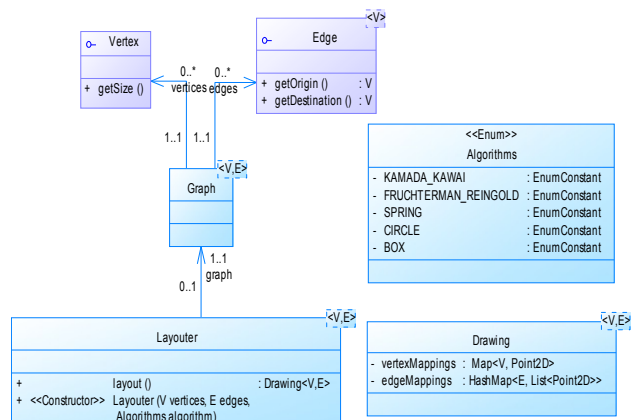 <V>
Vertex
+ getSize ()
Edge
+ getOrigin () : V
+ getDestination () : V
0..*
vertices
0..*
edges
1..1
1..1
<V,E>
Graph
<<Enum>>
Algorithms
- KAMADA_KAWAI : EnumConstant
- FRUCHTERMAN_REINGOLD : EnumConstant
- SPRING : EnumConstant
- CIRCLE : EnumConstant
- BOX : EnumConstant
1..1
graph
0..1
<V,E>
Layouter
+ layout () : Drawing<V,E>
+ <<Constructor>> Layouter (V vertices, E edges,
Algorithms algorithm)
<V,E>
Drawing
- vertexMappings : Map<V, Point2D>
- edgeMappings : HashMap<E, List<Point2D>>